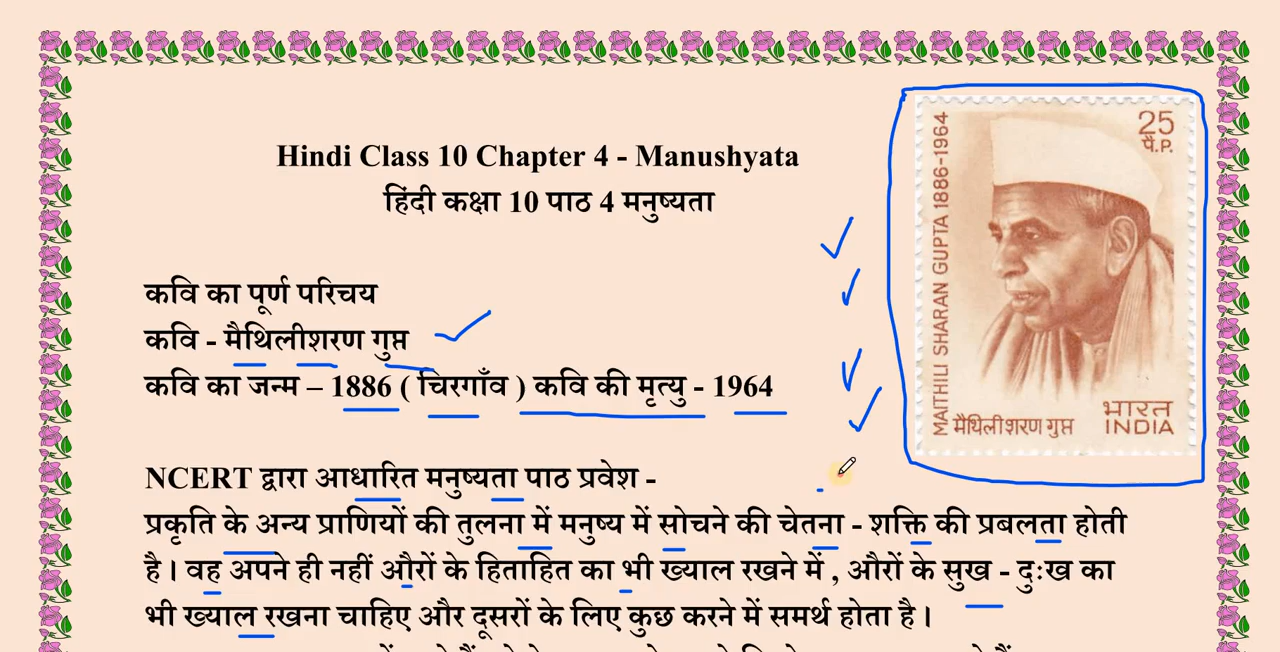 Hindi Class 10 Chapter 4 - Manushyata
हिंदी कक्षा 10 पाठ 4 मनुष्यता
कवि का पूर्ण परिचय
कवि - मैथिलीशरण गुप्त
कवि का जन्म – 1886 ( चिरगाँव ) कवि की मृत्यु - 1964
25
पै.P.
MAITHILI SHARAN GUPTA 1886-1964
मैथिलीशरण गुप्त
भारत
INDIA
NCERT द्वारा आधारित मनुष्यता पाठ प्रवेश -
प्रकृति के अन्य प्राणियों की तुलना में मनुष्य में सोचने की चेतना - शक्ति की प्रबलता होती
है । वह अपने ही नहीं औरों के हिताहित का भी ख्याल रखने में , औरों के सुख - दुःख का
भी ख्याल रखना चाहिए और दूसरों के लिए कुछ करने में समर्थ होता है ।